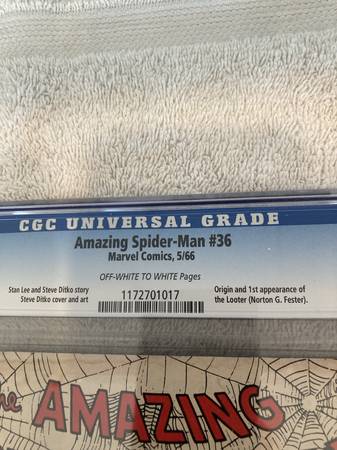 CGC UNIVERSAL GRADE
Amazing Spider-Man #36
Marvel Comics, 5/66
OFF-WHITE TO WHITE Pages
Stan Lee and Steve Ditko story
Steve Ditko cover and art
1172701017
Origin and 1st appearance of
the Looter (Norton G. Fester).
the AMAZING